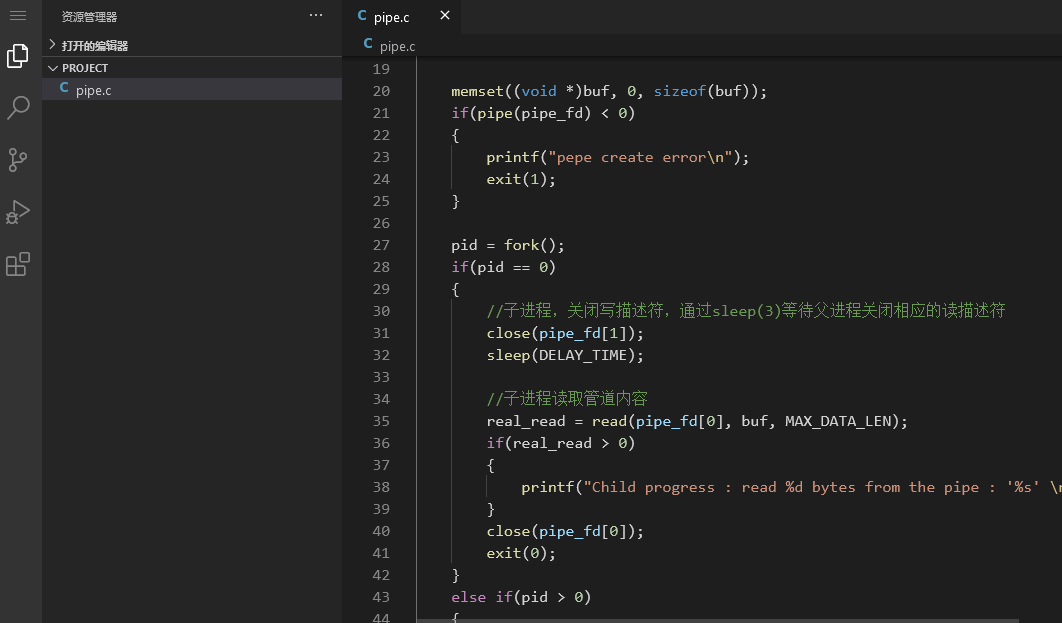 资源管理器
打开的编辑器
PROJECT
C pipe.c
C pipe.c
C pipe.c
19
20 memset((void *)buf, 0, sizeof(buf));
21 if(pipe(pipe_fd) < 0)
22 {
23 printf("pepe create error\n");
24 exit(1);
25 }
26
27 pid = fork();
28 if(pid == 0)
29 {
30 //子进程，关闭写描述符，通过sleep(3)等待父进程关闭相应的读描述符
31 close(pipe_fd[1]);
32 sleep(DELAY_TIME);
33
34 //子进程读取管道内容
35 real_read = read(pipe_fd[0], buf, MAX_DATA_LEN);
36 if(real_read > 0)
37 {
38 printf("Child progress : read %d bytes from the pipe : '%s' \n
39 }
40 close(pipe_fd[0]);
41 exit(0);
42 }
43 else if(pid > 0)
44 {